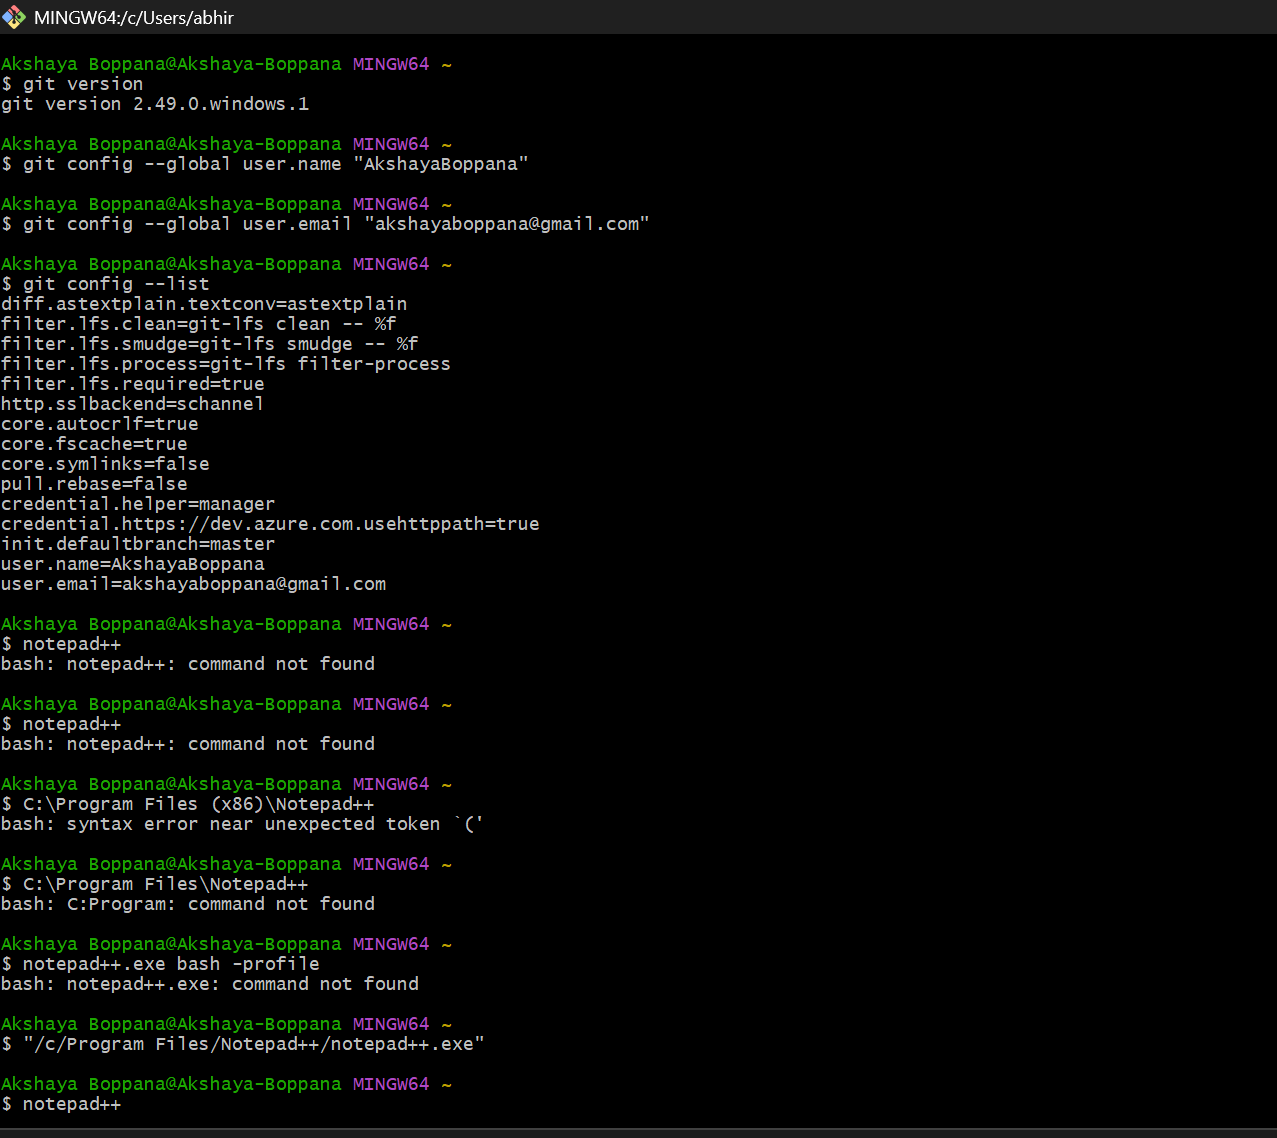 MINGW64:/c/Users/abhir
Akshaya Boppana@Akshaya-Boppana MINGW64 ~
$ git version
git version 2.49.0.windows.1
Akshaya Boppana@Akshaya-Boppana MINGW64 ~
$ git config --global user.name "AkshayaBoppana"
Akshaya Boppana@Akshaya-Boppana MINGW64 ~
$ git config --global user.email "akshayaboppana@gmail.com"
Akshaya Boppana@Akshaya-Boppana MINGW64 ~
$ git config --list
diff.astextplain.textconv=astextplain
filter.lfs.clean=git-lfs clean -- %f
filter.lfs.smudge=git-lfs smudge -- %f
filter.lfs.process=git-lfs filter-process
filter.lfs.required=true
http.sslbackend=schannel
core.autocrlf=true
core.fscache=true
core.symlinks=false
pull.rebase=false
credential.helper=manager
credential.https://dev.azure.com.usehttppath=true
init.defaultbranch=master
user.name=AkshayaBoppana
user.email=akshayaboppana@gmail.com
Akshaya Boppana@Akshaya-Boppana MINGW64 ~
$ notepad++
bash: notepad++: command not found
Akshaya Boppana@Akshaya-Boppana MINGW64 ~
$ notepad++
bash: notepad++: command not found
Akshaya Boppana@Akshaya-Boppana MINGW64 ~
$ C:\Program Files (x86)\Notepad++
bash: syntax error near unexpected token `('
Akshaya Boppana@Akshaya-Boppana MINGW64 ~
$ C:\Program Files\Notepad++
bash: C:Program: command not found
Akshaya Boppana@Akshaya-Boppana MINGW64 ~
$ notepad++.exe bash -profile
bash: notepad++.exe: command not found
Akshaya Boppana@Akshaya-Boppana MINGW64 ~
$ "/c/Program Files/Notepad++/notepad++.exe"
Akshaya Boppana@Akshaya-Boppana MINGW64 ~
$ notepad++